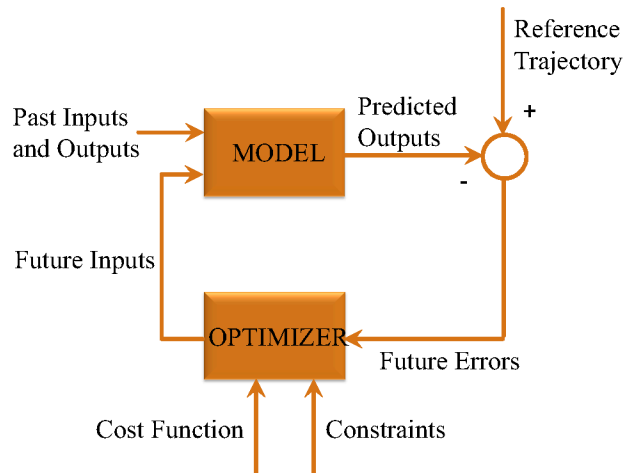 Reference
Trajectory
Past Inputs
and Outputs
MODEL
Predicted
Outputs
+
-
Future Inputs
OPTIMIZER
Future Errors
Cost Function
Constraints